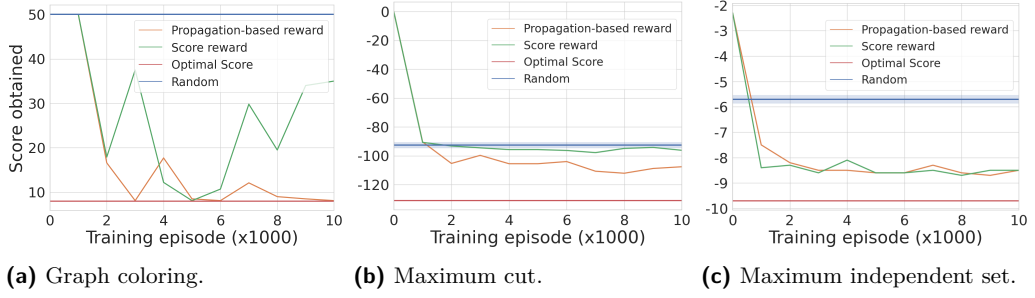 Score obtained
50
40
30
20
10
Propagation-based reward
Score reward
Optimal Score
Random
0 2 4 6 8 10
Training episode (x1000)
(a) Graph coloring.
0
−20
−40
−60
−80
−100
−120
Propagation-based reward
Score reward
Optimal Score
Random
0 2 4 6 8 10
Training episode (x1000)
(b) Maximum cut.
−2
−3
−4
−5
−6
−7
−8
−9
−10
Propagation-based reward
Score reward
Optimal Score
Random
0 2 4 6 8 10
Training episode (x1000)
(c) Maximum independent set.